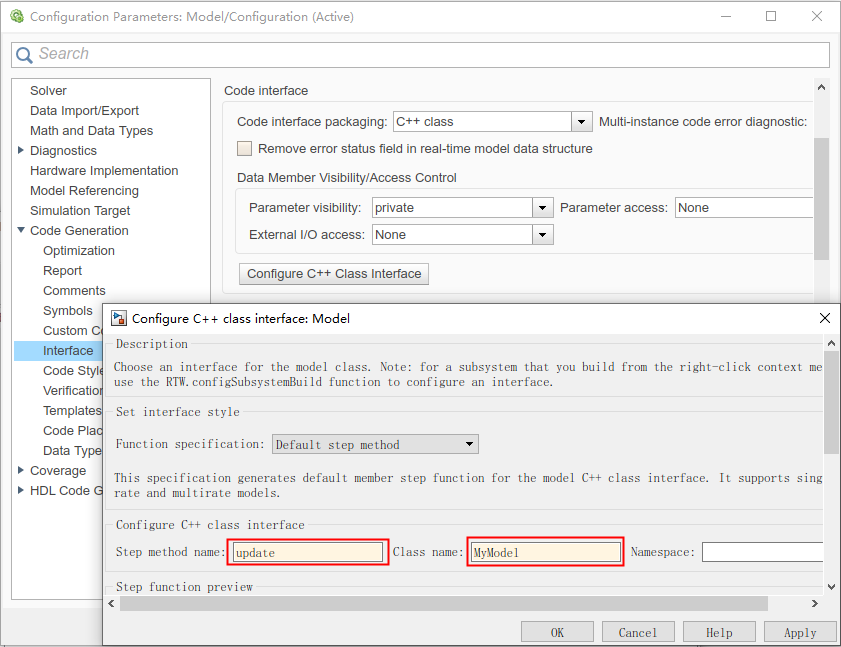 Configuration Parameters: Model/Configuration (Active)
Search
Solver
Data Import/Export
Math and Data Types
Diagnostics
Hardware Implementation
Model Referencing
Simulation Target
Code Generation
Optimization
Report
Comments
Symbols
Custom Co
Interface
Code Style
Verification
Templates
Code Plac
Data Type
Coverage
HDL Code G
Code interface
Code interface packaging: C++ class Multi-instance code error diagnostic:
Remove error status field in real-time model data structure
Data Member Visibility/Access Control
Parameter visibility: private Parameter access: None
External I/O access: None
Configure C++ Class Interface
Configure C++ class interface: Model
Description
Choose an interface for the model class. Note: for a subsystem that you build from the right-click context me
use the RTW.configSubsystemBuild function to configure an interface.
Set interface style
Function specification: Default step method
This specification generates default member step function for the model C++ class interface. It supports sing
rate and multirate models.
Configure C++ class interface
Step method name: update Class name: MyModel Namespace:
Step function preview
OK Cancel Help Apply